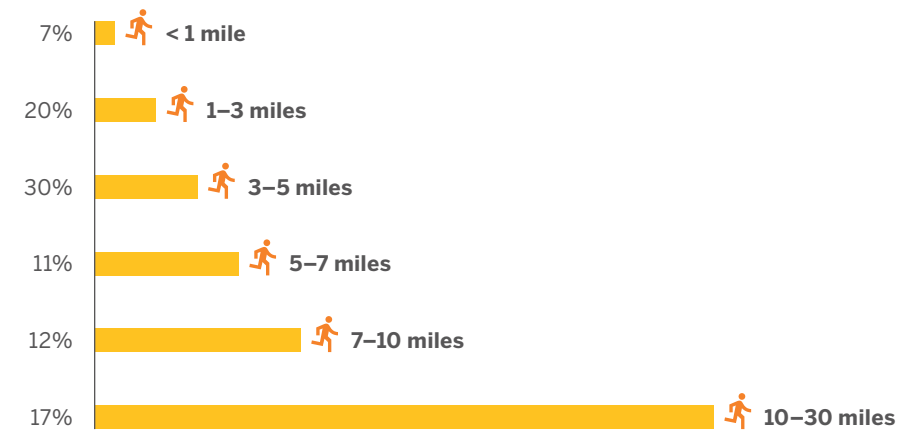 7% < 1 mile
20% 1–3 miles
30% 3–5 miles
11% 5–7 miles
12% 7–10 miles
17% 10–30 miles